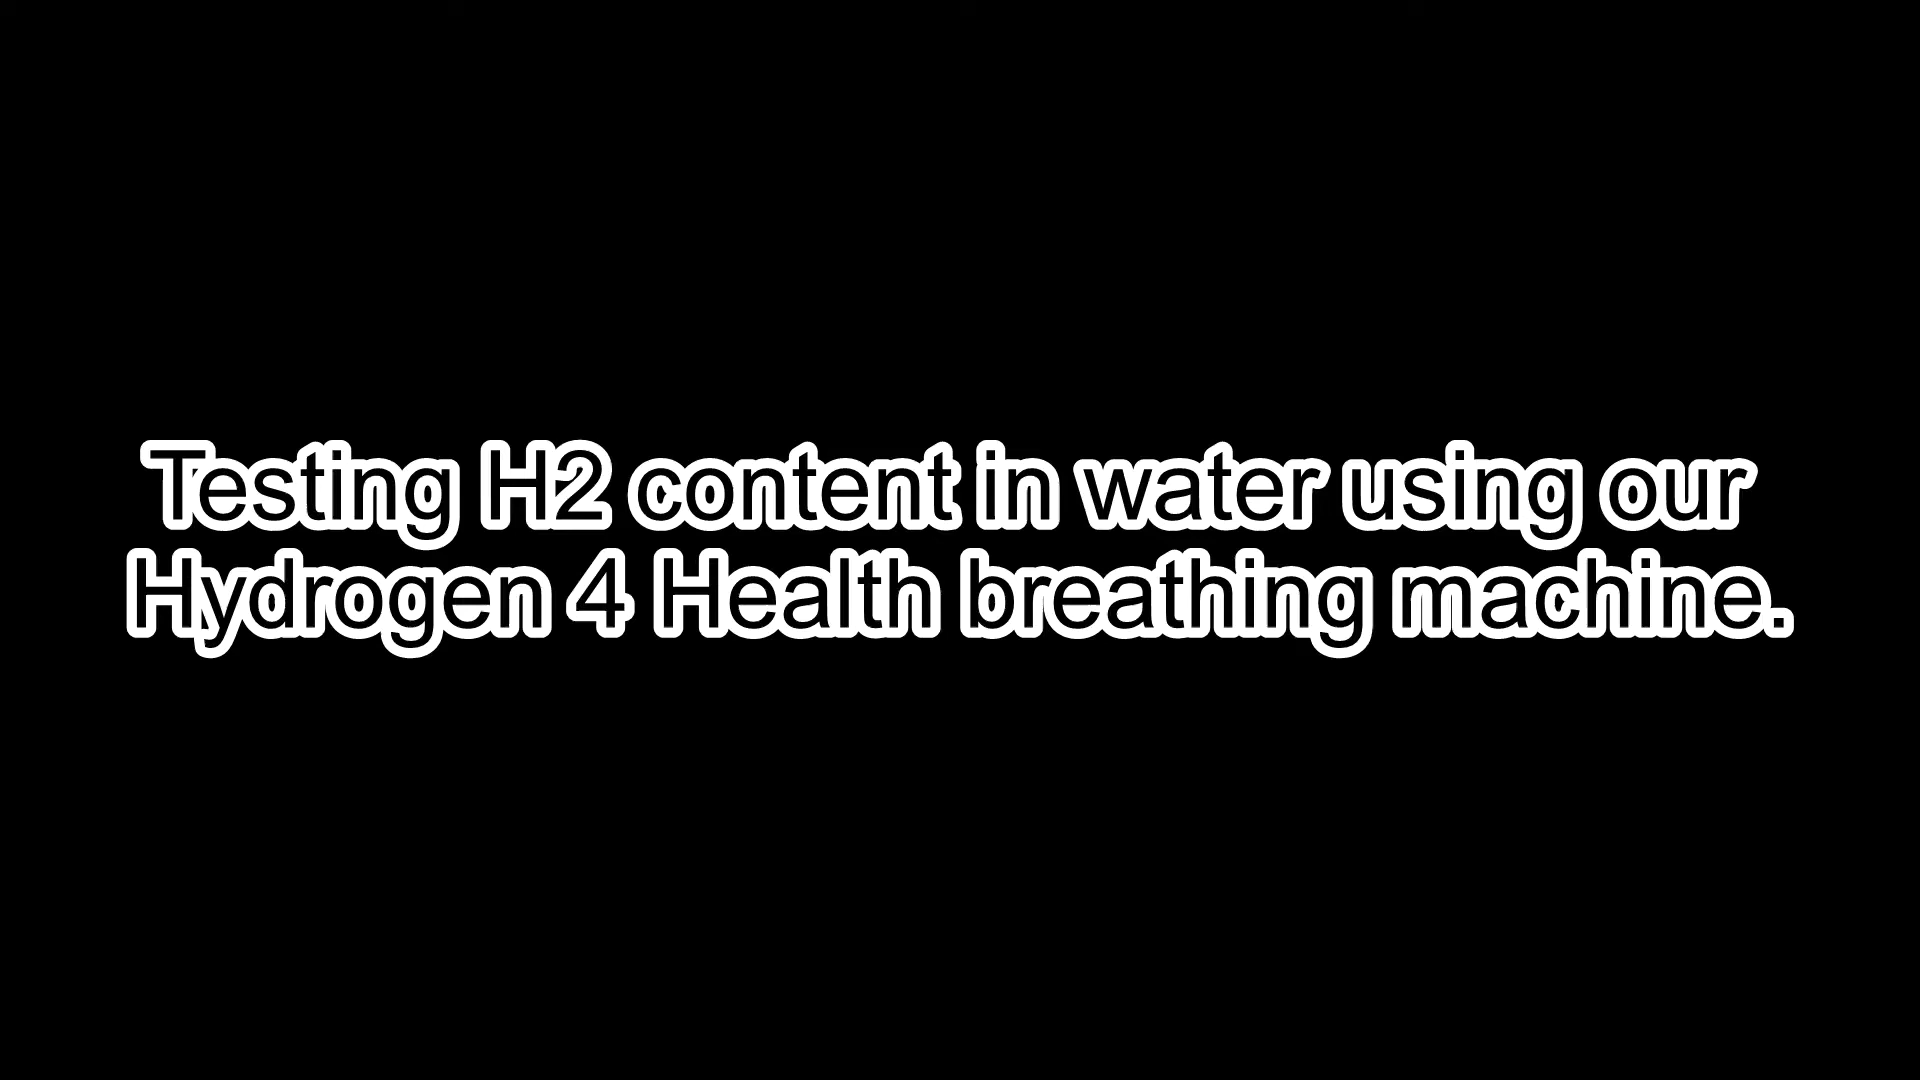 Testing H2 content in water using our
Hydrogen 4 Health breathing machine.